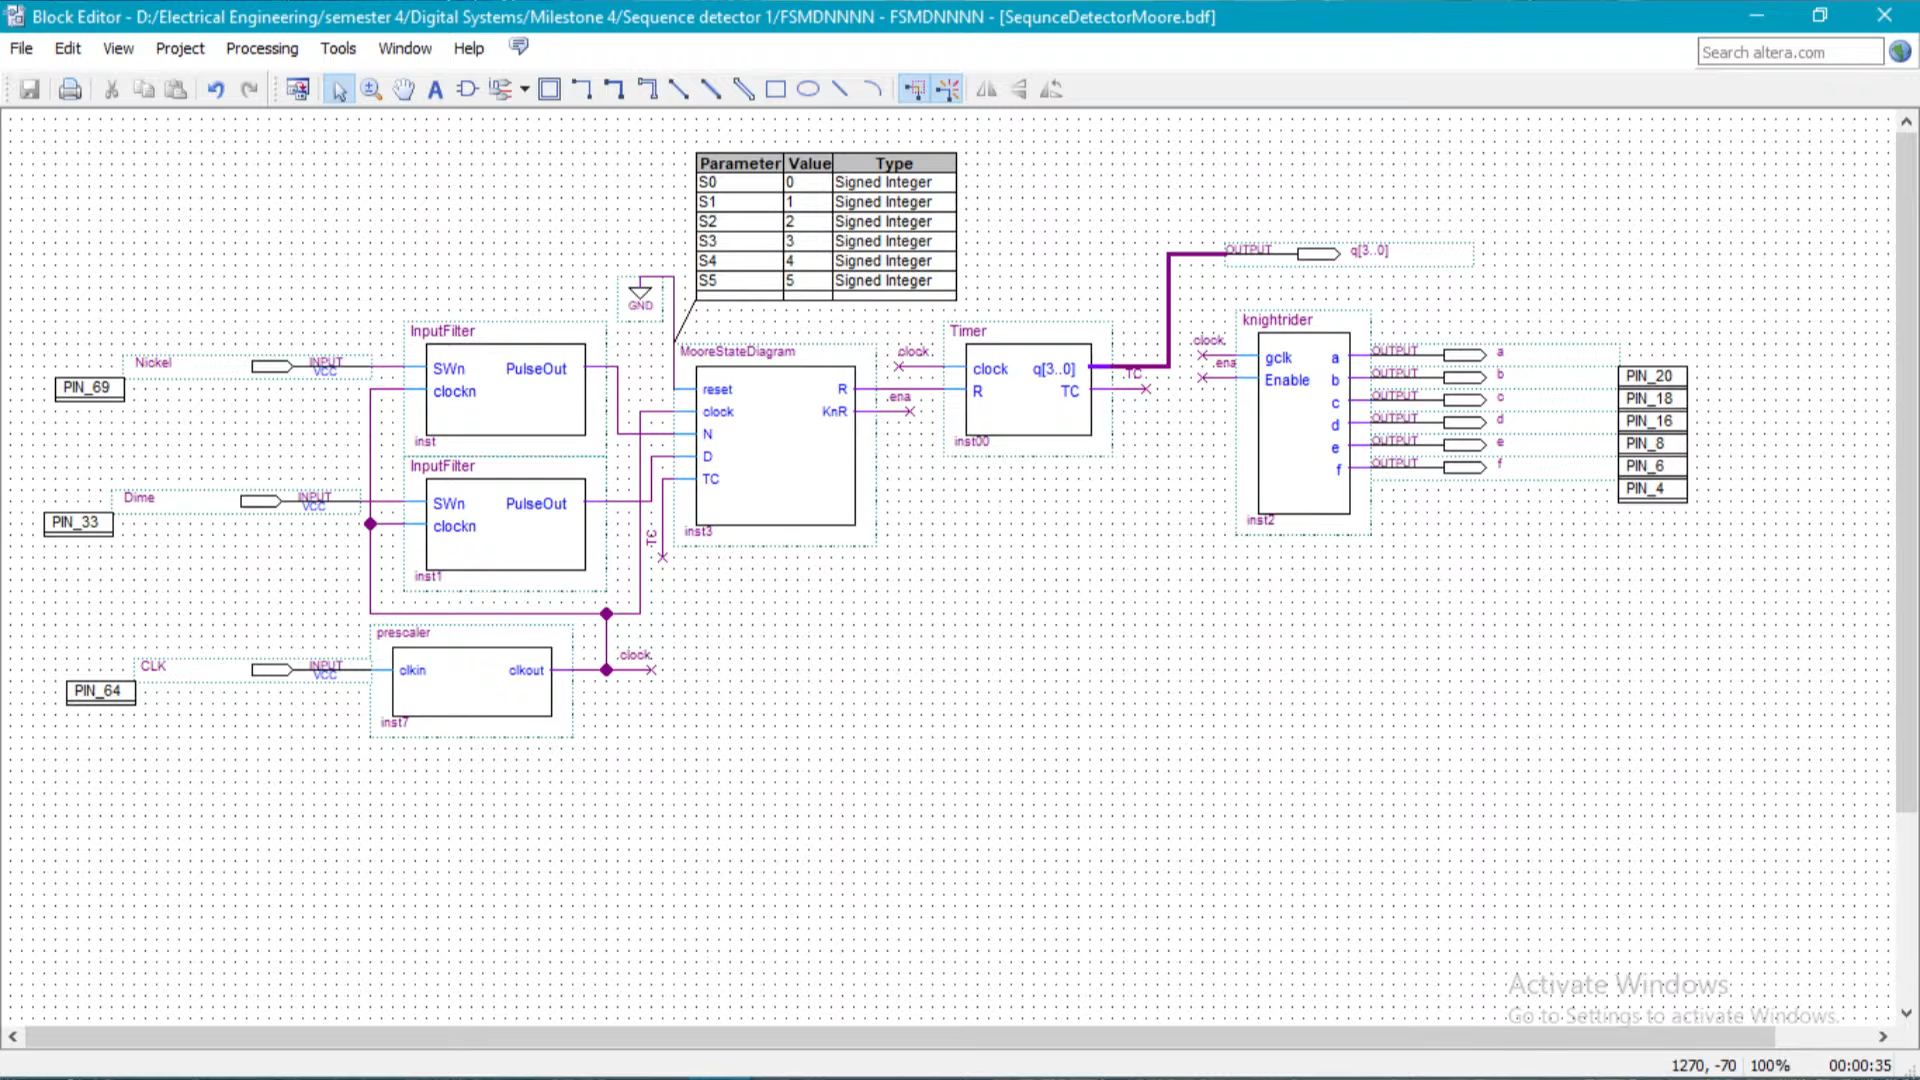 Block Editor - D:/Electrical Engineering/semester 4/Digital Systems/Milestone 4/Sequence detector 1/FSMDNNNN - FSMDNNNN - [SequnceDetectorMoore.bdf]
File Edit View Project Processing Tools Window Help
Search altera.com
Parameter Value Type
S0 0 Signed Integer
S1 1 Signed Integer
S2 2 Signed Integer
S3 3 Signed Integer
S4 4 Signed Integer
S5 5 Signed Integer
GND
Nickel
INPUT
VCC
PIN_69
InputFilter
SWn PulseOut
clockn
inst
Dime
INPUT
VCC
PIN_33
InputFilter
SWn PulseOut
clockn
inst1
CLK
INPUT
VCC
PIN_64
prescaler
clkin clkout
inst7
clock
MooreStateDiagram
reset R
clock KnR
N
D
TC
inst3
TC
ena
clock
Timer
clock q[3..0]
R TC
inst00
TC
OUTPUT q[3..0]
clock
ena
knightrider
gclk a
Enable b
c
d
e
f
inst2
OUTPUT a
OUTPUT b
OUTPUT c
OUTPUT d
OUTPUT e
OUTPUT f
PIN_20
PIN_18
PIN_16
PIN_8
PIN_6
PIN_4
Activate Windows
Go to Settings to activate Windows.
1270, -70 100% 00:00:35